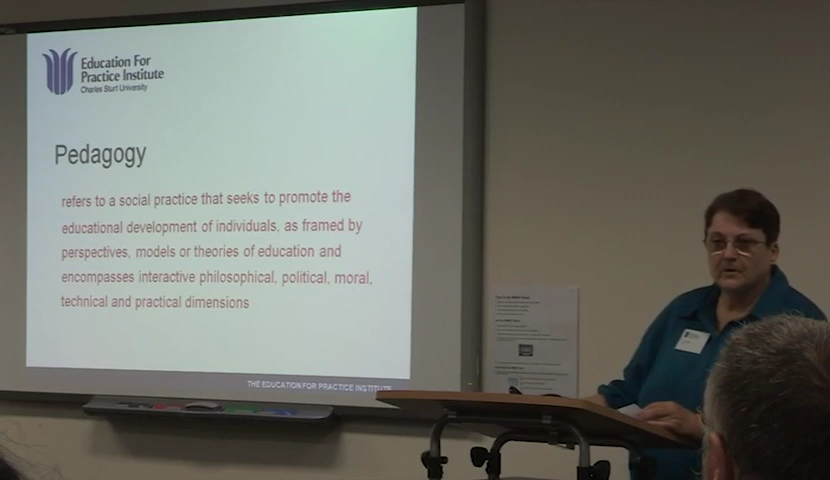 Education For
Practice Institute
Charles Sturt University
Pedagogy
refers to a social practice that seeks to promote the
educational development of individuals, as framed by
perspectives, models or theories of education and
encompasses interactive philosophical, political, moral,
technical and practical dimensions
THE EDUCATION FOR PRACTICE INSTITUTE